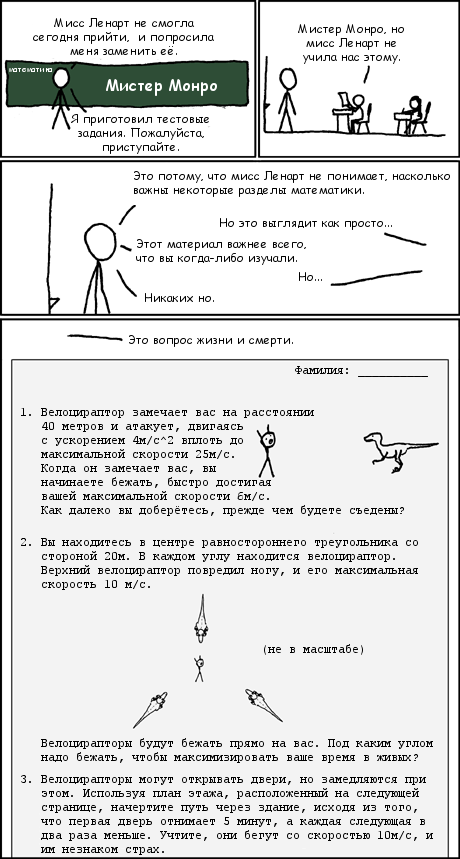 Мисс Ленарт не смогла
сегодня прийти, и попросила
меня заменить её.
математика
Мистер Монро
Я приготовил тестовые
задания. Пожалуйста,
приступайте.
Мистер Монро, но
мисс Ленарт не
учила нас этому.
Это потому, что мисс Ленарт не понимает, насколько
важны некоторые разделы математики.
Но это выглядит как просто...
Этот материал важнее всего,
что вы когда-либо изучали.
Но...
Никаких но.
Это вопрос жизни и смерти.
Фамилия: __________
1. Велоцираптор замечает вас на расстоянии
40 метров и атакует, двигаясь
с ускорением 4м/с^2 вплоть до
максимальной скорости 25м/с.
Когда он замечает вас, вы
начинаете бежать, быстро достигая
вашей максимальной скорости 6м/с.
Как далеко вы доберётесь, прежде чем будете съедены?
2. Вы находитесь в центре равностороннего треугольника со
стороной 20м. В каждом углу находится велоцираптор.
Верхний велоцираптор повредил ногу, и его максимальная
скорость 10 м/с.
(не в масштабе)
Велоцирапторы будут бежать прямо на вас. Под каким углом
надо бежать, чтобы максимизировать ваше время в живых?
3. Велоцирапторы могут открывать двери, но замедляются при
этом. Используя план этажа, расположенный на следующей
странице, начертите путь через здание, исходя из того,
что первая дверь отнимает 5 минут, а каждая следующая в
два раза меньше. Учтите, они бегут со скоростью 10м/с, и
им незнаком страх.